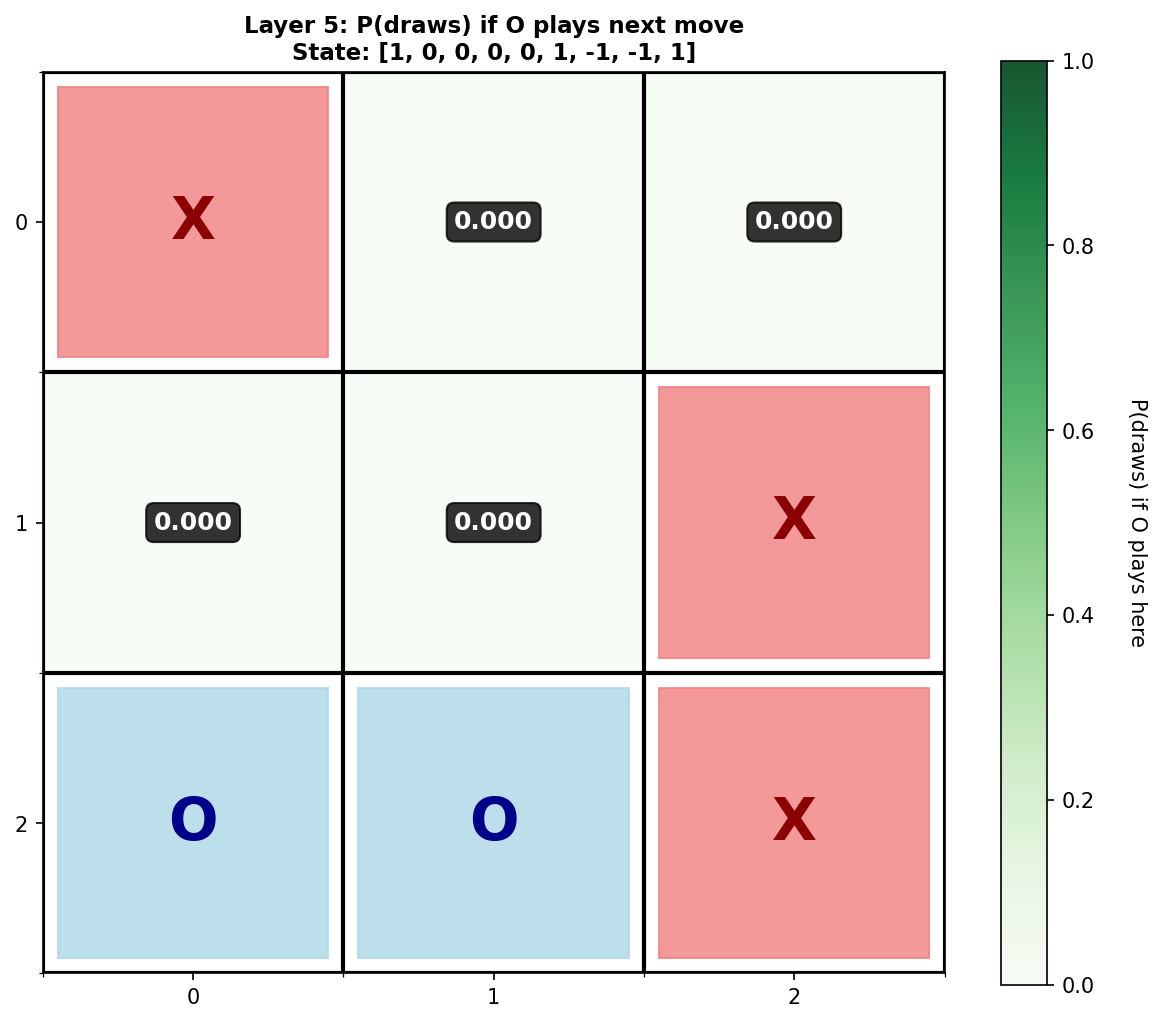 Layer 5: P(draws) if O plays next move
State: [1, 0, 0, 0, 0, 1, -1, -1, 1]
X
0.000
0.000
0.000
0.000
X
O
O
X
0
1
2
0
1
2
1.0
0.8
0.6
0.4
0.2
0.0
P(draws) if O plays here